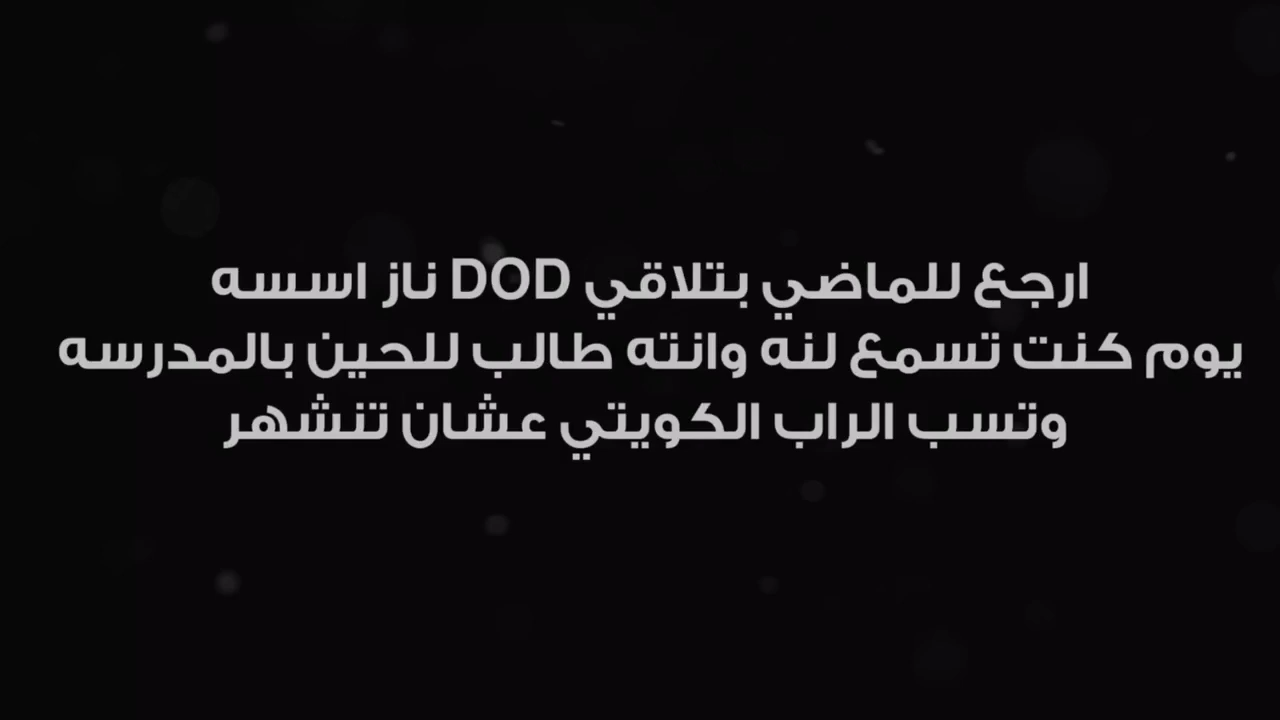 ارجع للماضي بتلاقي DOD ناز اسسه
يوم كنت تسمع لنه وانته طالب للحين بالمدرسه
وتسب الراب الكويتي عشان تنشهر